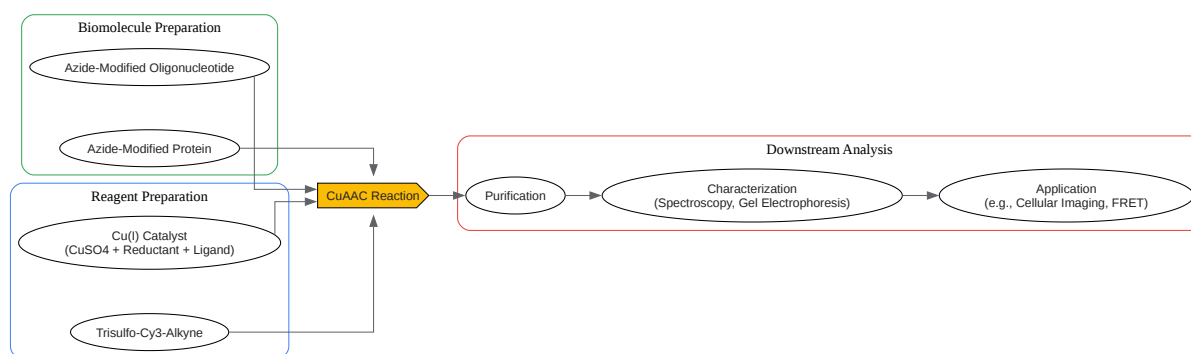 Biomolecule Preparation
Azide-Modified Oligonucleotide
Azide-Modified Protein
Reagent Preparation
Cu(I) Catalyst
(CuSO4 + Reductant + Ligand)
Trisulfo-Cy3-Alkyne
CuAAC Reaction
Downstream Analysis
Purification
Characterization
(Spectroscopy, Gel Electrophoresis)
Application
(e.g., Cellular Imaging, FRET)